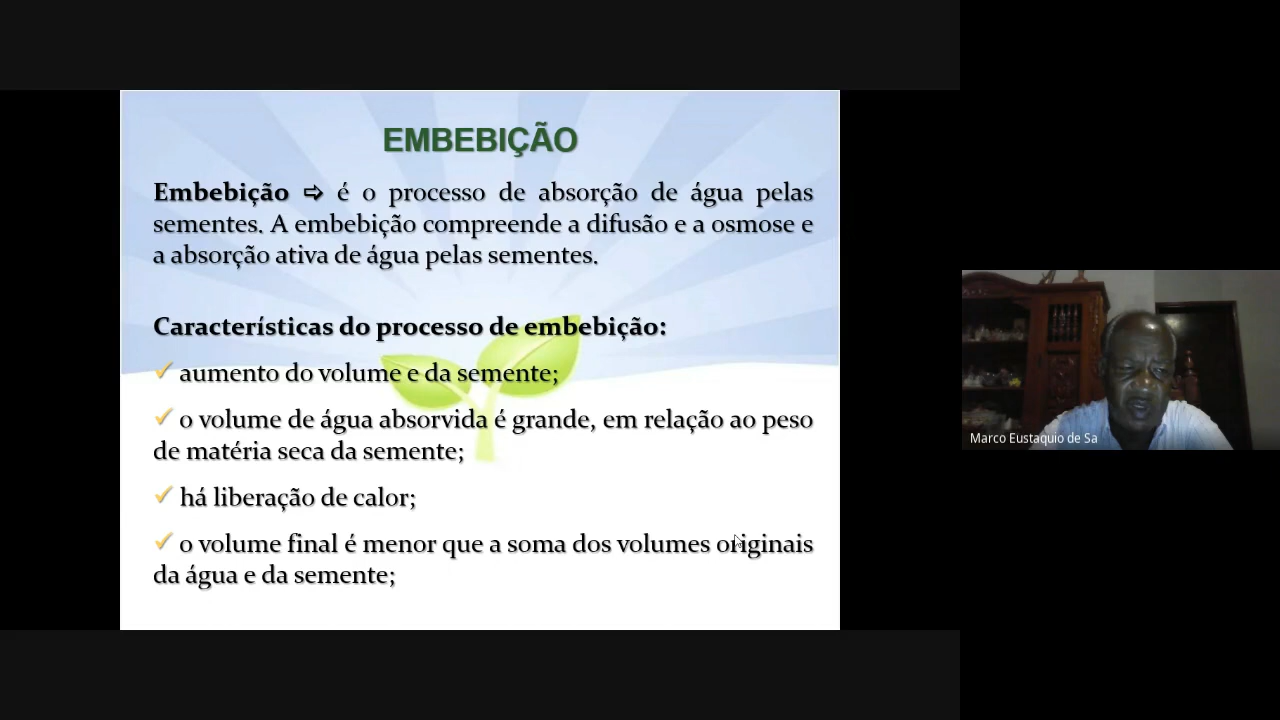 EMBEBIÇÃO
Embebição ⇨ é o processo de absorção de água pelas
sementes. A embebição compreende a difusão e a osmose e
a absorção ativa de água pelas sementes.
Características do processo de embebição:
✓ aumento do volume e da semente;
✓ o volume de água absorvida é grande, em relação ao peso
de matéria seca da semente;
✓ há liberação de calor;
✓ o volume final é menor que a soma dos volumes originais
da água e da semente;
Marco Eustaquio de Sa